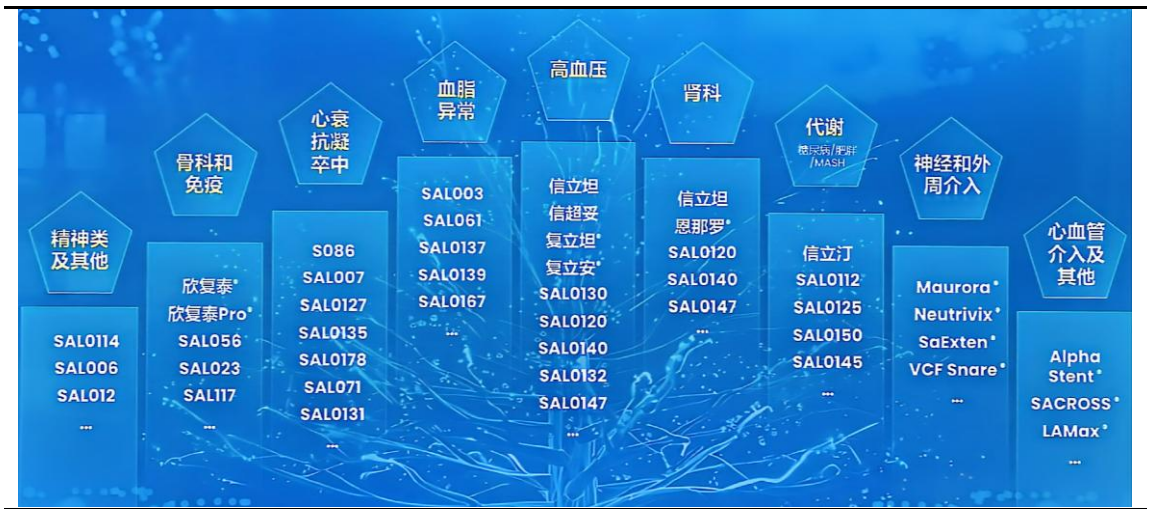 精神类
及其他
SAL0114
SAL006
SAL012
...
骨科和
免疫
欣复泰®
欣复泰Pro®
SAL056
SAL023
SAL117
...
心衰
抗凝
卒中
S086
SAL007
SAL0127
SAL0135
SAL0178
SAL071
SAL0131
...
血脂
异常
SAL003
SAL061
SAL0137
SAL0139
SAL0167
...
高血压
信立坦
信超妥
复立坦®
复立安®
SAL0130
SAL0120
SAL0140
SAL0132
SAL0147
...
肾科
信立坦
恩那罗®
SAL0120
SAL0140
SAL0147
...
代谢
糖尿病/肥胖
/MASH
信立汀
SAL0112
SAL0125
SAL0150
SAL0145
...
神经和外
周介入
Maurora®
Neutrivix®
SaExten®
VCF Snare®
...
心血管
介入及
其他
Alpha
Stent®
SACROSS®
LAMax®
...